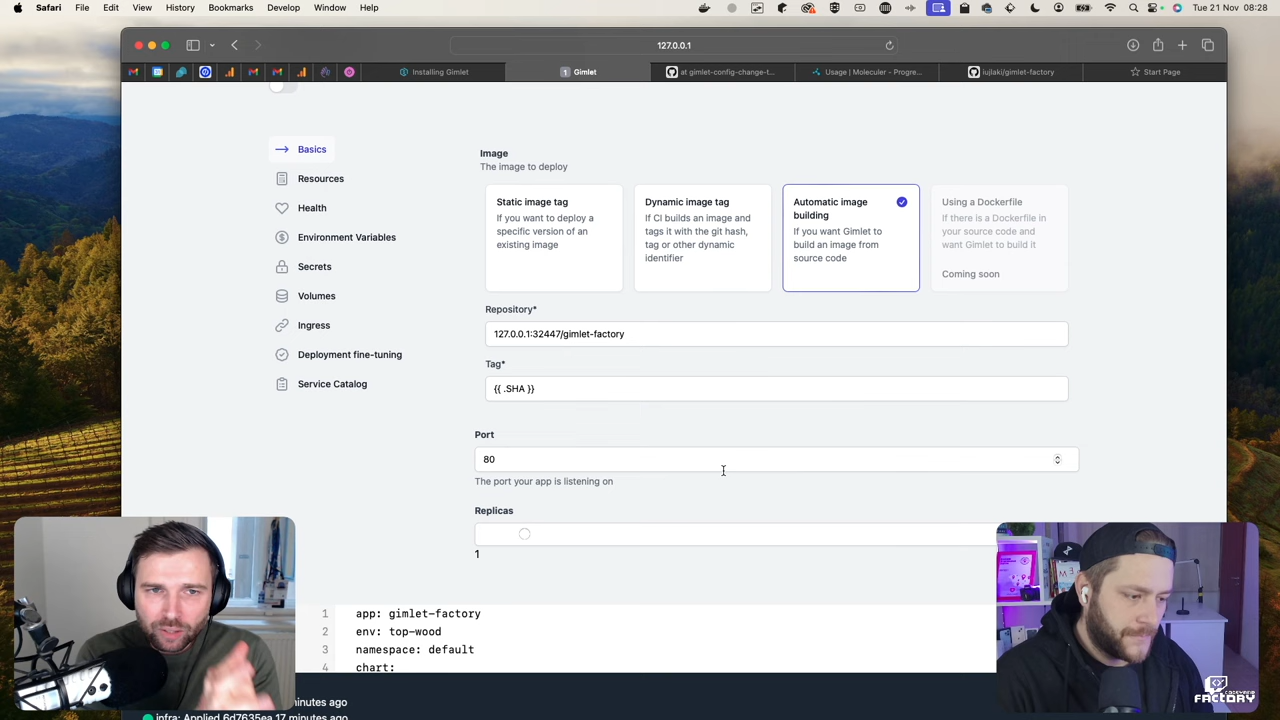 Safari File Edit View History Bookmarks Develop Window Help
Tue 21 Nov 08:28
127.0.0.1
Installing Gimlet
1 Gimlet
at gimlet-config-change-t...
Usage | Moleculer - Progre...
iujlaki/gimlet-factory
Start Page
Basics
Resources
Health
Environment Variables
Secrets
Volumes
Ingress
Deployment fine-tuning
Service Catalog
Image
The image to deploy
Static image tag
If you want to deploy a
specific version of an
existing image
Dynamic image tag
If CI builds an image and
tags it with the git hash,
tag or other dynamic
identifier
Automatic image
building
If you want Gimlet to
build an image from
source code
Using a Dockerfile
If there is a Dockerfile in
your source code and
want Gimlet to build it
Coming soon
Repository*
127.0.0.1:32447/gimlet-factory
Tag*
{{ .SHA }}
Port
80
The port your app is listening on
Replicas
1
1 app: gimlet-factory
2 env: top-wood
3 namespace: default
4 chart:
minutes ago
infra: Applied 6d7635ea 17 minutes ago
FACTORY